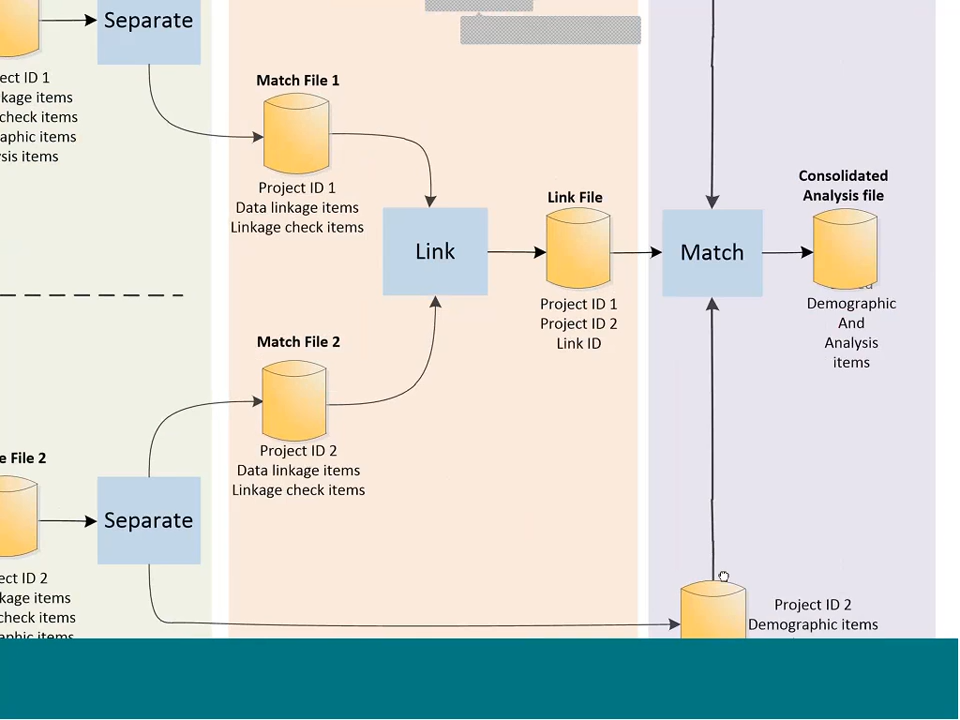 Separate
ect ID 1
kage items
check items
aphic items
sis items
Match File 1
Project ID 1
Data linkage items
Linkage check items
Link
Link File
Project ID 1
Project ID 2
Link ID
Match
Consolidated
Analysis file
Demographic
And
Analysis
items
Match File 2
Project ID 2
Data linkage items
Linkage check items
e File 2
Separate
ect ID 2
kage items
check items
aphic items
Project ID 2
Demographic items